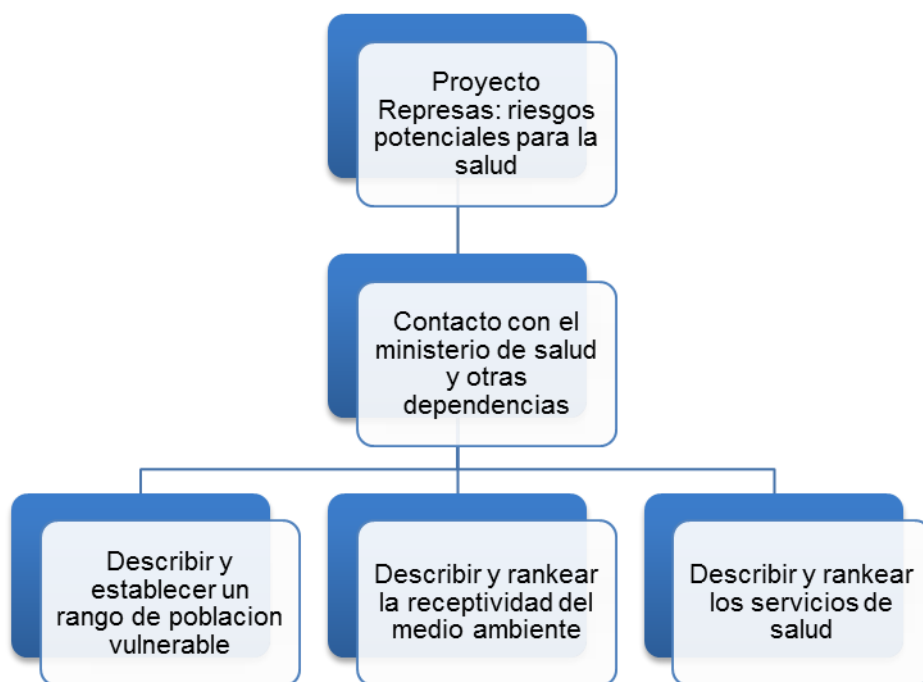 Proyecto
Represas: riesgos
potenciales para la
salud
Contacto con el
ministerio de salud
y otras
dependencias
Describir y
establecer un
rango de poblacion
vulnerable
Describir y rankear
la receptividad del
medio ambiente
Describir y rankear
los servicios de
salud